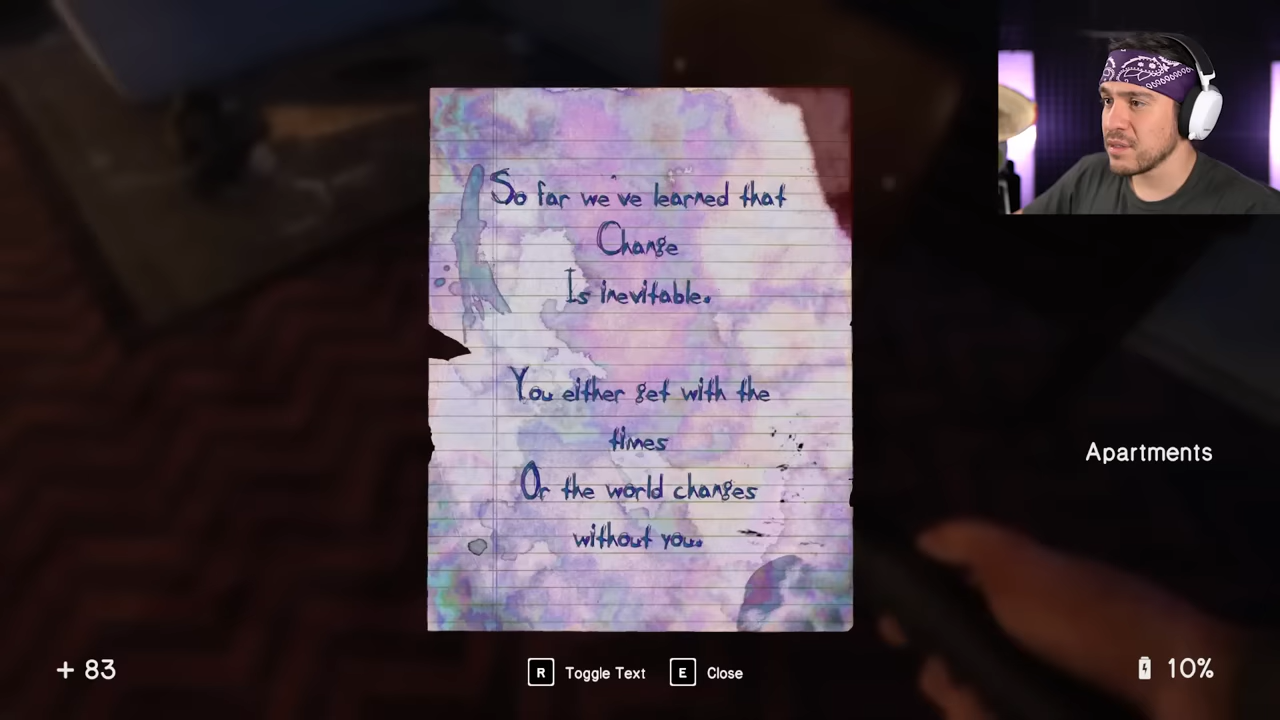 So far we've learned that
Change
Is inevitable.
You either get with the
times
Or the world changes
without you.
Apartments
+ 83
R Toggle Text E Close
10%